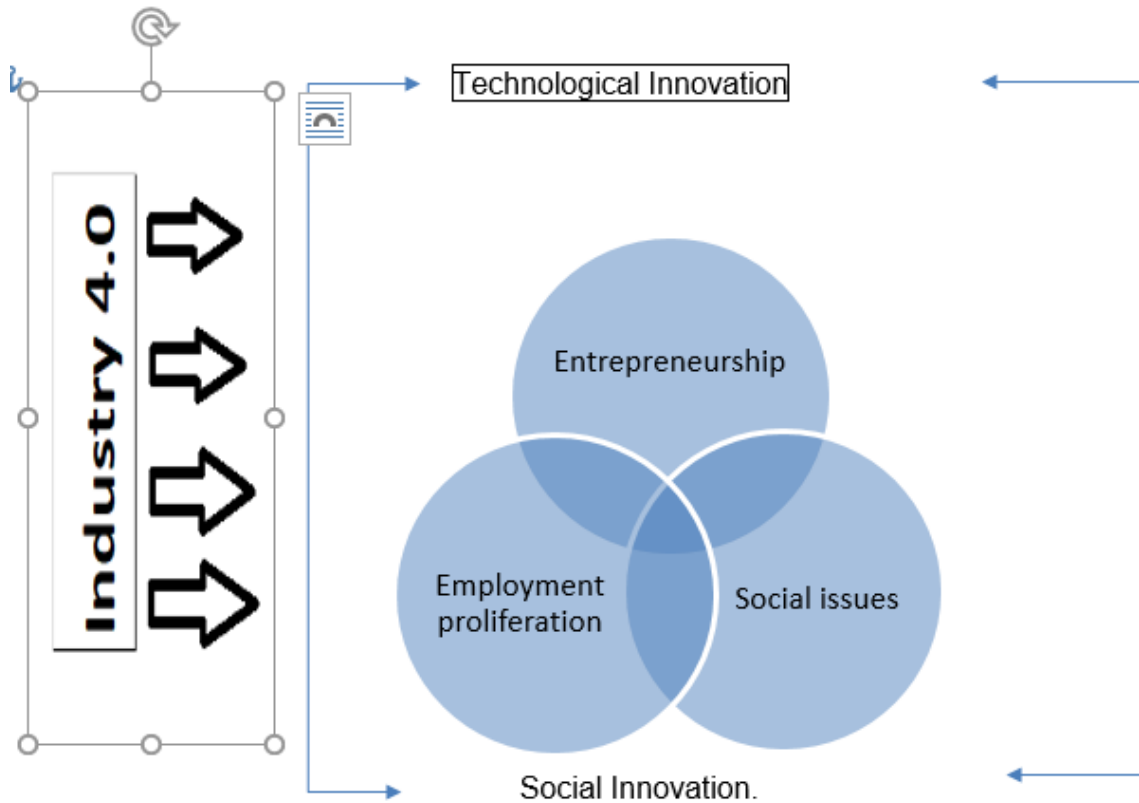 Technological Innovation
Industry 4.0
Entrepreneurship
Employment
proliferation
Social issues
Social Innovation.